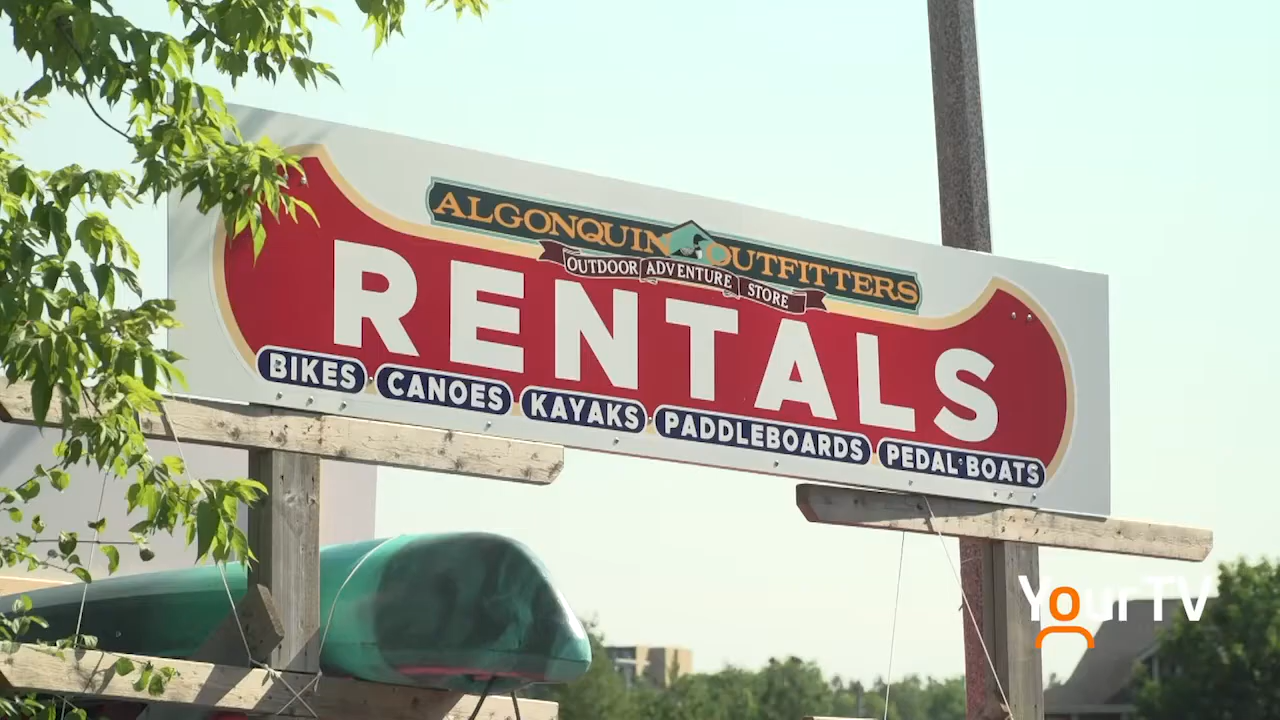 ALGONQUIN OUTFITTERS
OUTDOOR ADVENTURE STORE
RENTALS
BIKES CANOES KAYAKS PADDLEBOARDS PEDAL BOATS
YourTV